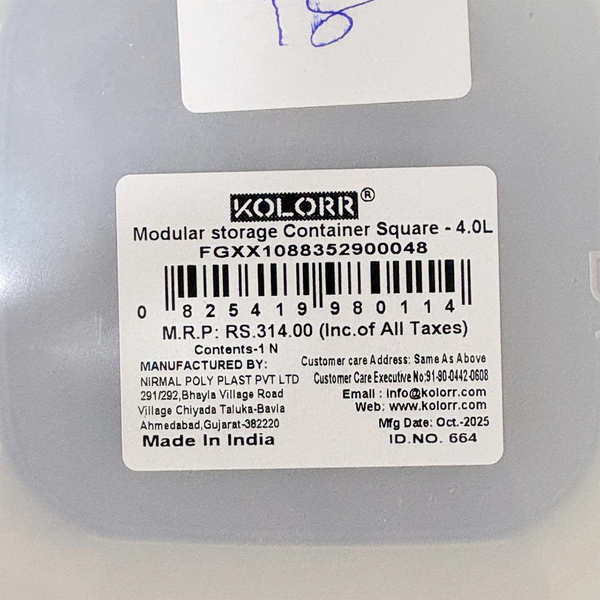 18
KOLORR®
Modular storage Container Square - 4.0L
FGXX1088352900048
0 825419 980114
M.R.P: RS.314.00 (Inc.of All Taxes)
Contents-1 N
MANUFACTURED BY:
NIRMAL POLY PLAST PVT LTD
291/292,Bhayla Village Road
Village Chiyada Taluka-Bavla
Ahmedabad,Gujarat-382220
Made In India
Customer care Address: Same As Above
Customer Care Executive No:91-90-0442-0608
Email : info@kolorr.com
Web: www.kolorr.com
Mfg Date: Oct.-2025
ID.NO. 664